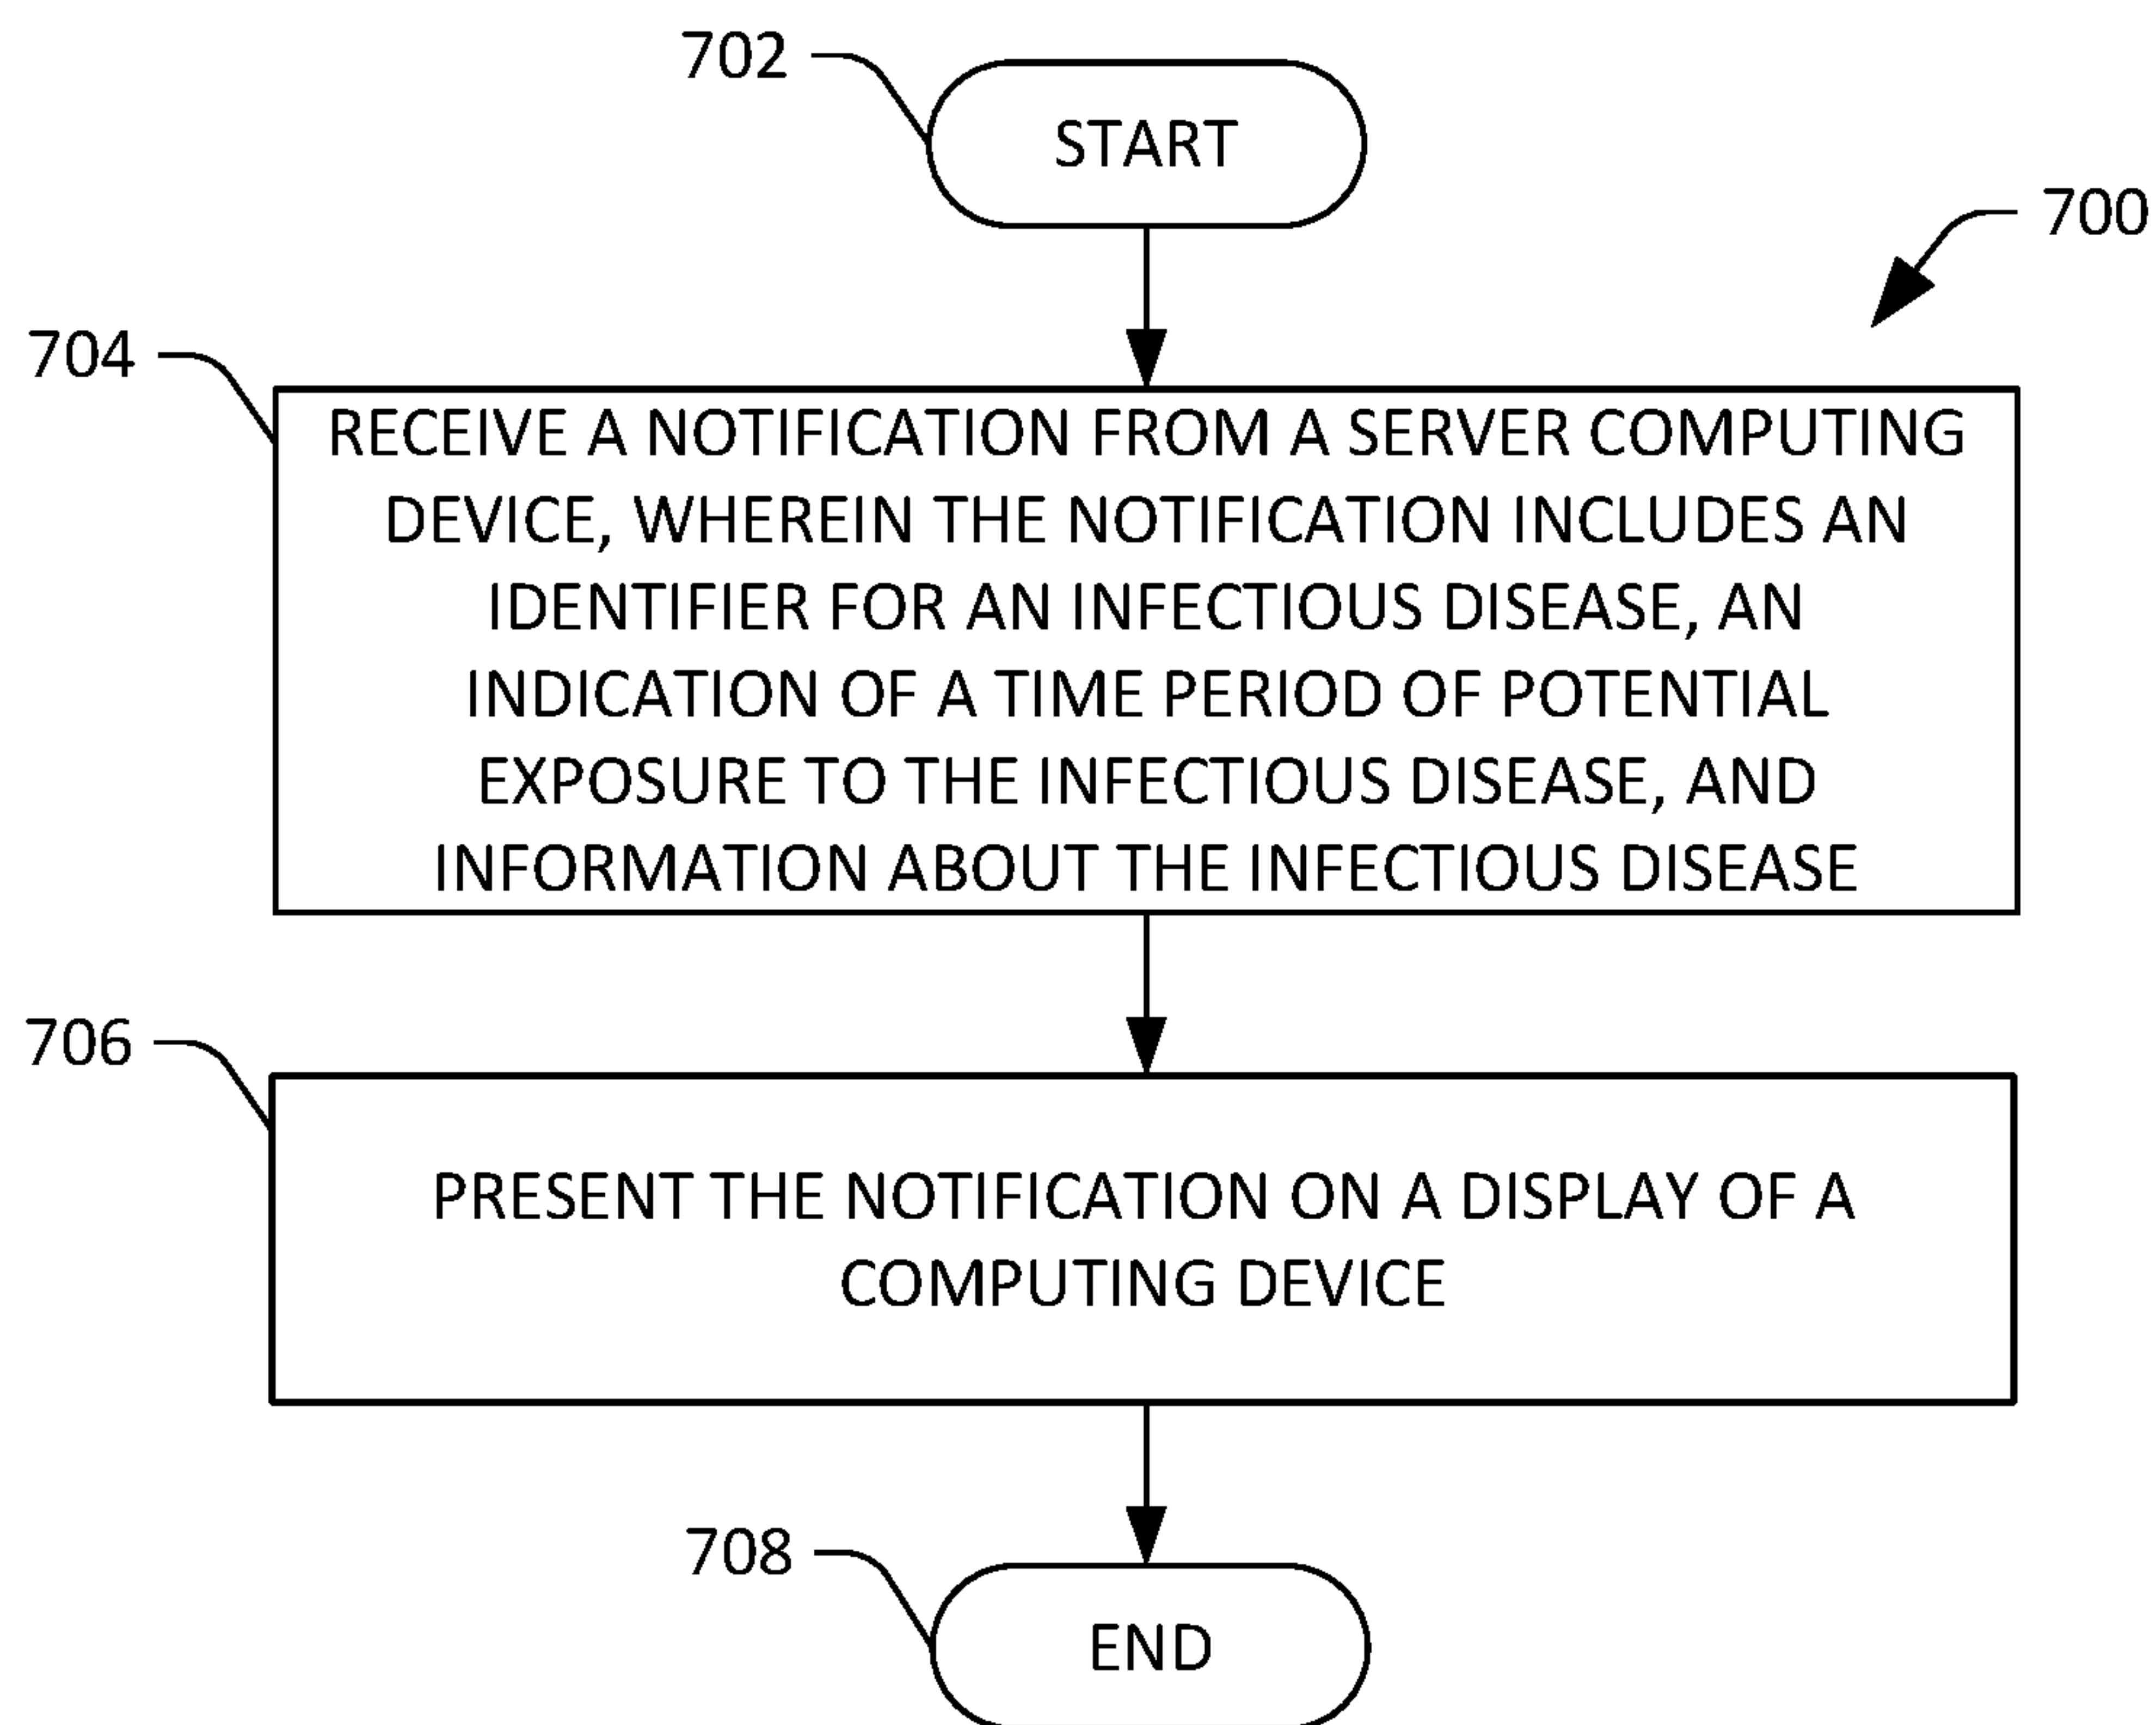 702
START
700
704
RECEIVE A NOTIFICATION FROM A SERVER COMPUTING
DEVICE, WHEREIN THE NOTIFICATION INCLUDES AN
IDENTIFIER FOR AN INFECTIOUS DISEASE, AN
INDICATION OF A TIME PERIOD OF POTENTIAL
EXPOSURE TO THE INFECTIOUS DISEASE, AND
INFORMATION ABOUT THE INFECTIOUS DISEASE
706
PRESENT THE NOTIFICATION ON A DISPLAY OF A
COMPUTING DEVICE
708
END